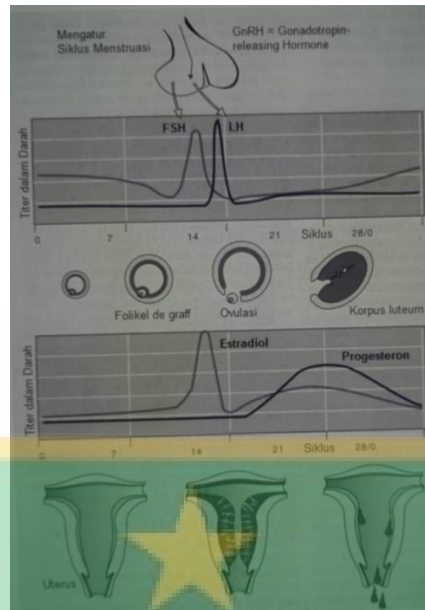 Mengatur
Siklus Menstruasi
GnRH = Gonadotropin-
releasing Hormone
FSH
LH
Titer dalam Darah
0 7 14 21 Siklus 28/0
Folikel de graff
Ovulasi
Korpus luteum
Estradiol
Progesteron
Titer dalam Darah
0 7 14 21 Siklus 28/0
Uterus